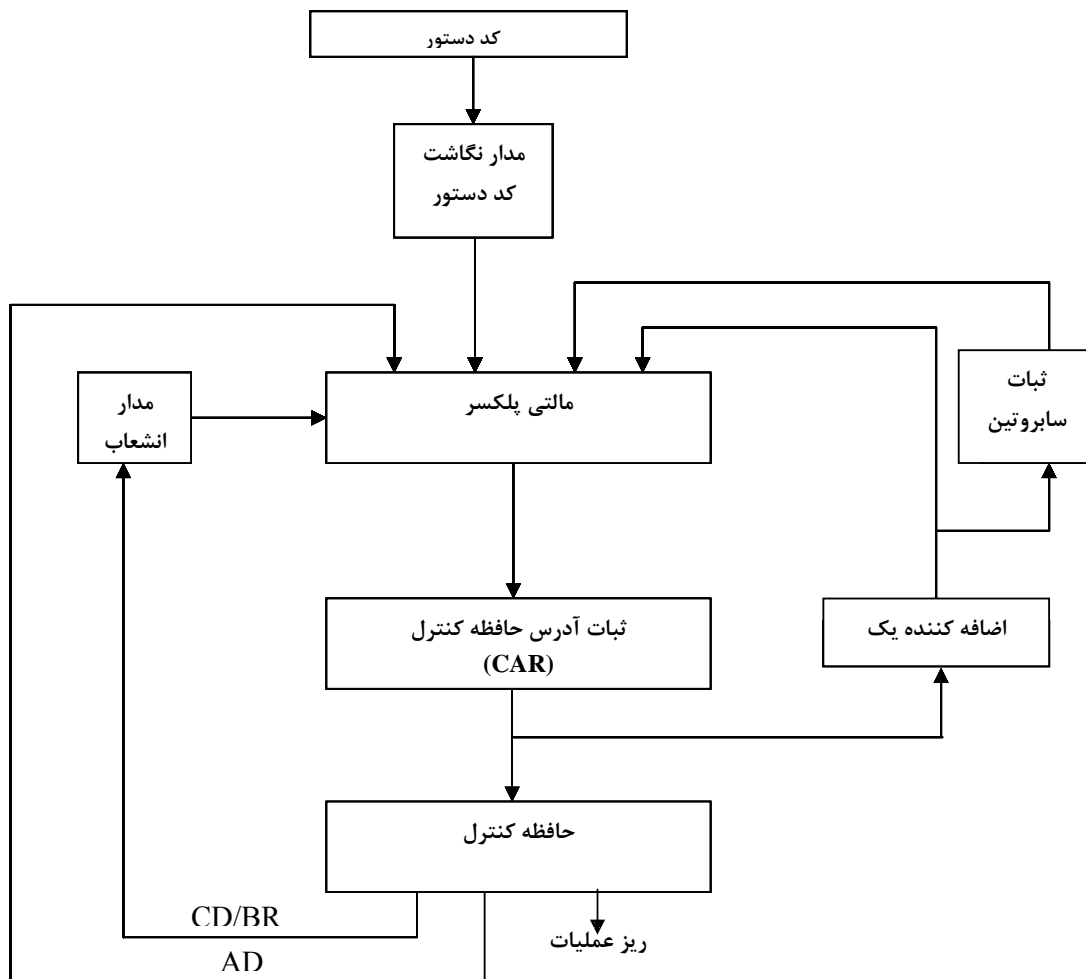 کد دستور
مدار نگاشت
کد دستور
مالتی پلکسر
مدار
انشعاب
ثبات
سابروتین
ثبات آدرس حافظه کنترل
(CAR)
اضافه کننده یک
حافظه کنترل
CD/BR
ریز عملیات
AD